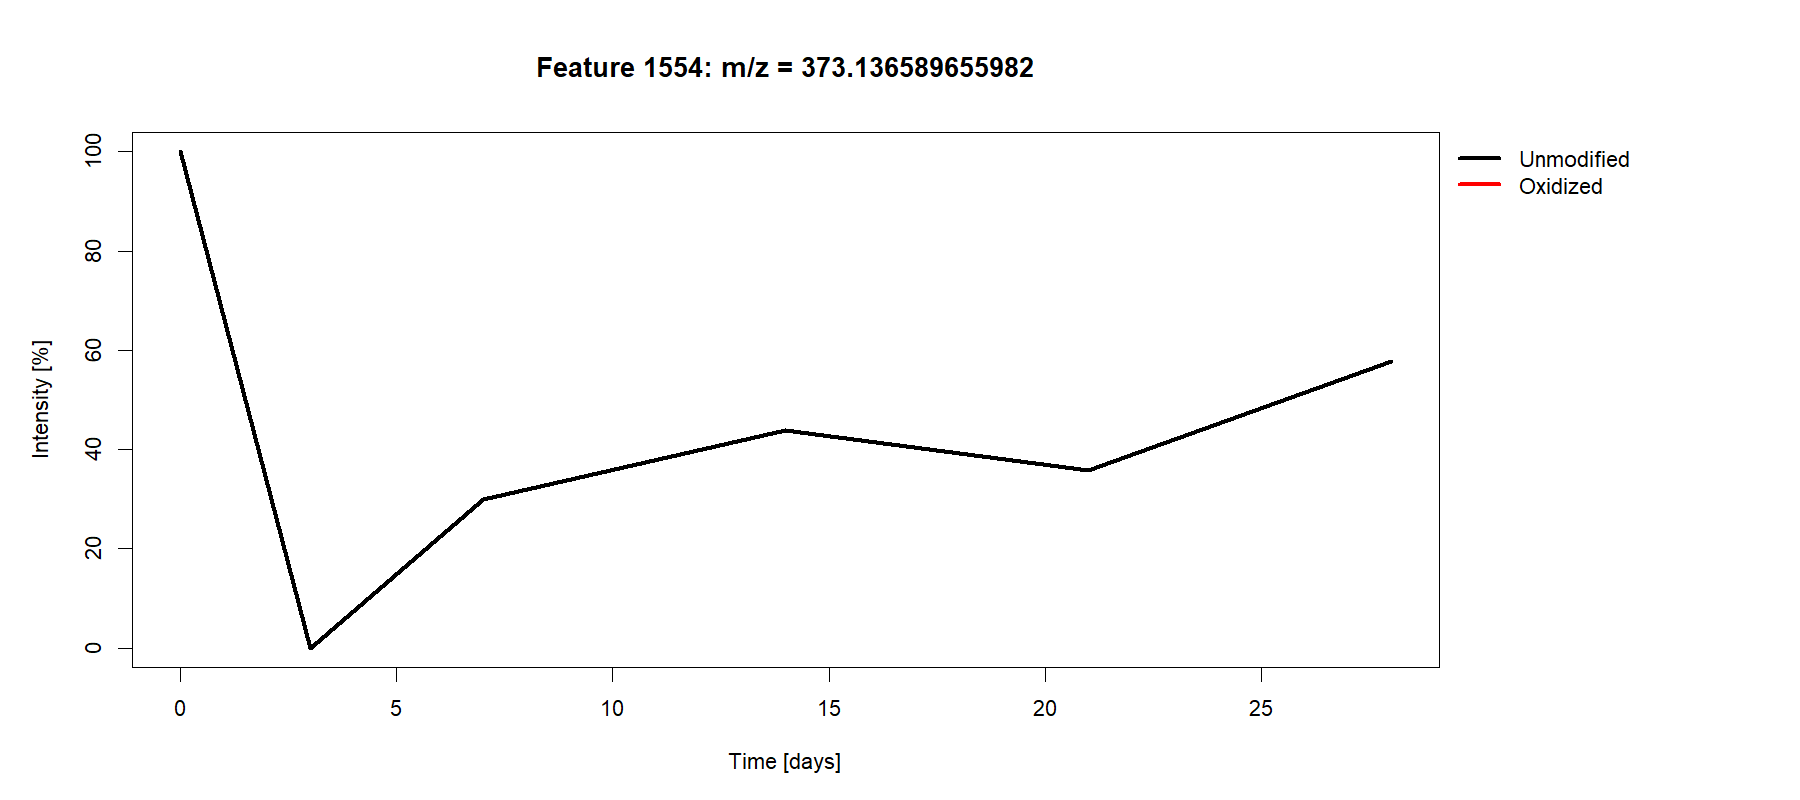 Feature 1554: m/z = 373.136589655982
Unmodified
Oxidized
Intensity [%]
100
80
60
40
20
0
0 5 10 15 20 25
Time [days]